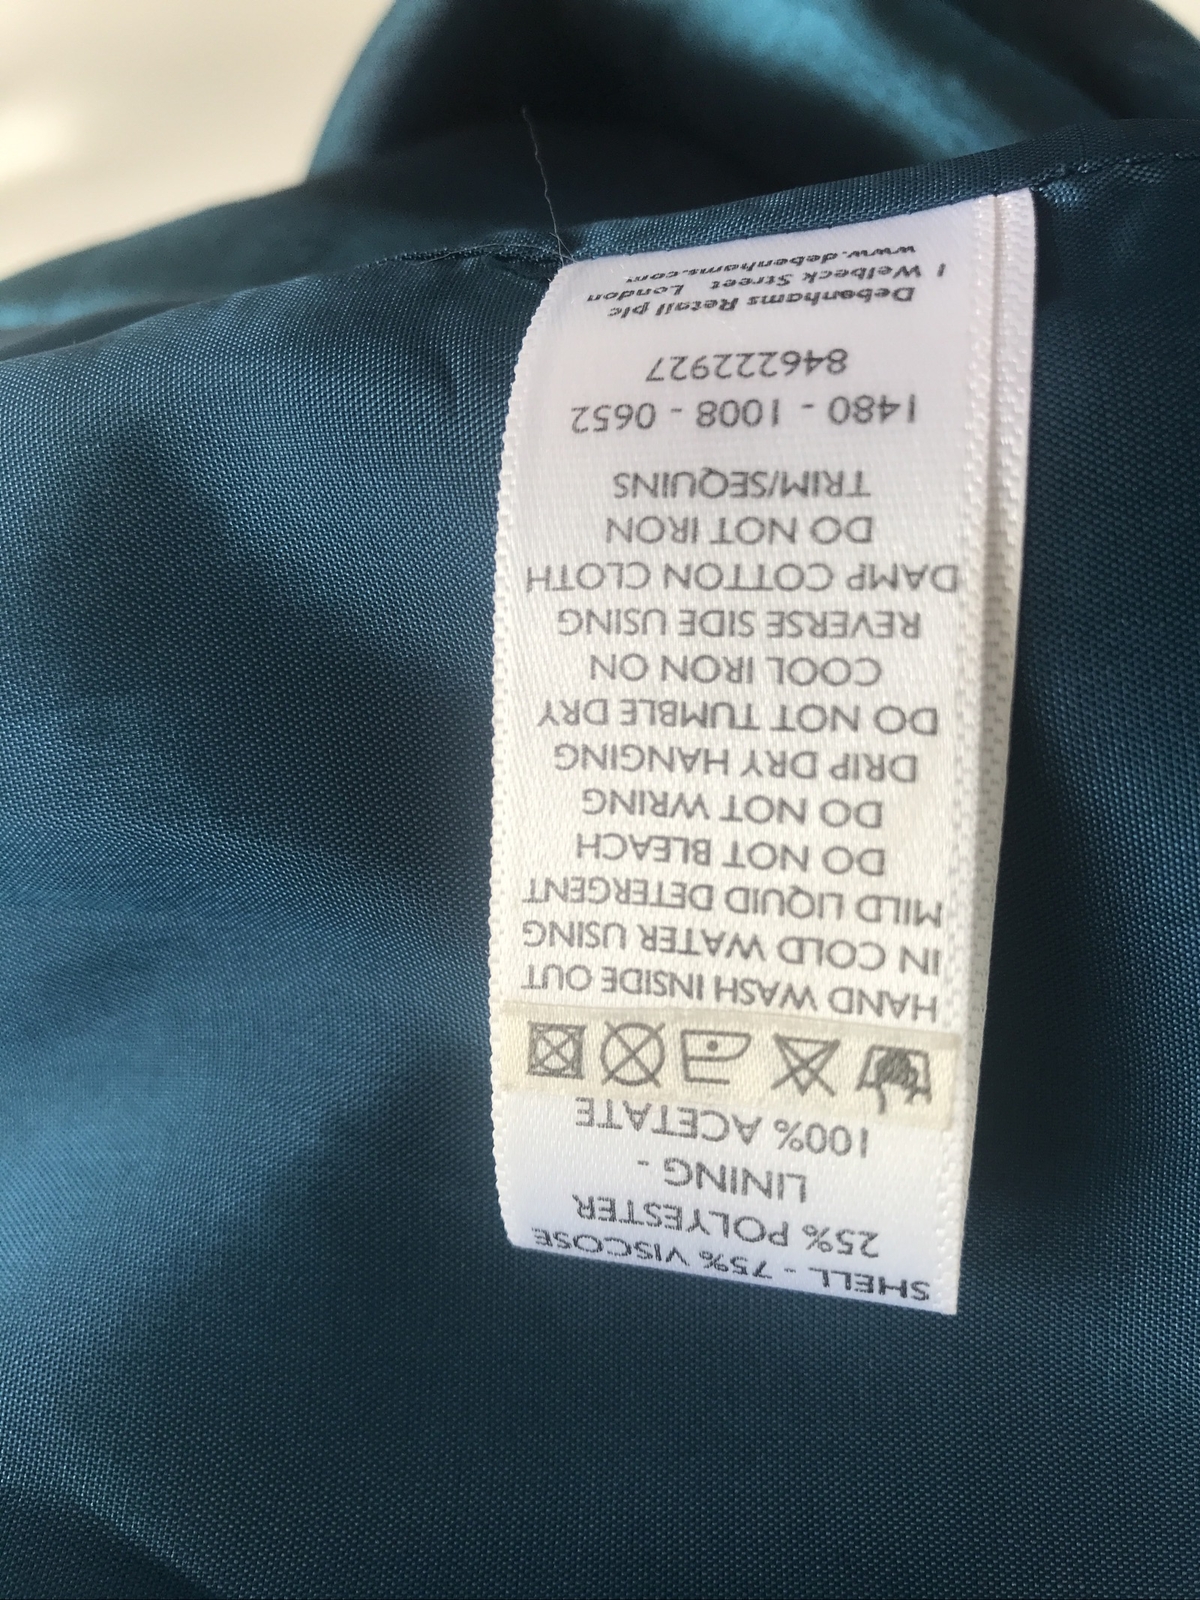 SHELL - 75% VISCOSE
25% POLYESTER
LINING -
100% ACETATE
HAND WASH INSIDE OUT
IN COLD WATER USING
MILD LIQUID DETERGENT
DO NOT BLEACH
DO NOT WRING
DRIP DRY HANGING
DO NOT TUMBLE DRY
COOL IRON ON
REVERSE SIDE USING
DAMP COTTON CLOTH
DO NOT IRON
TRIM/SEQUINS
1480 - 1008 - 0652
846222927
Debenhams Retail plc
1 Welbeck Street London
www.debenhams.com